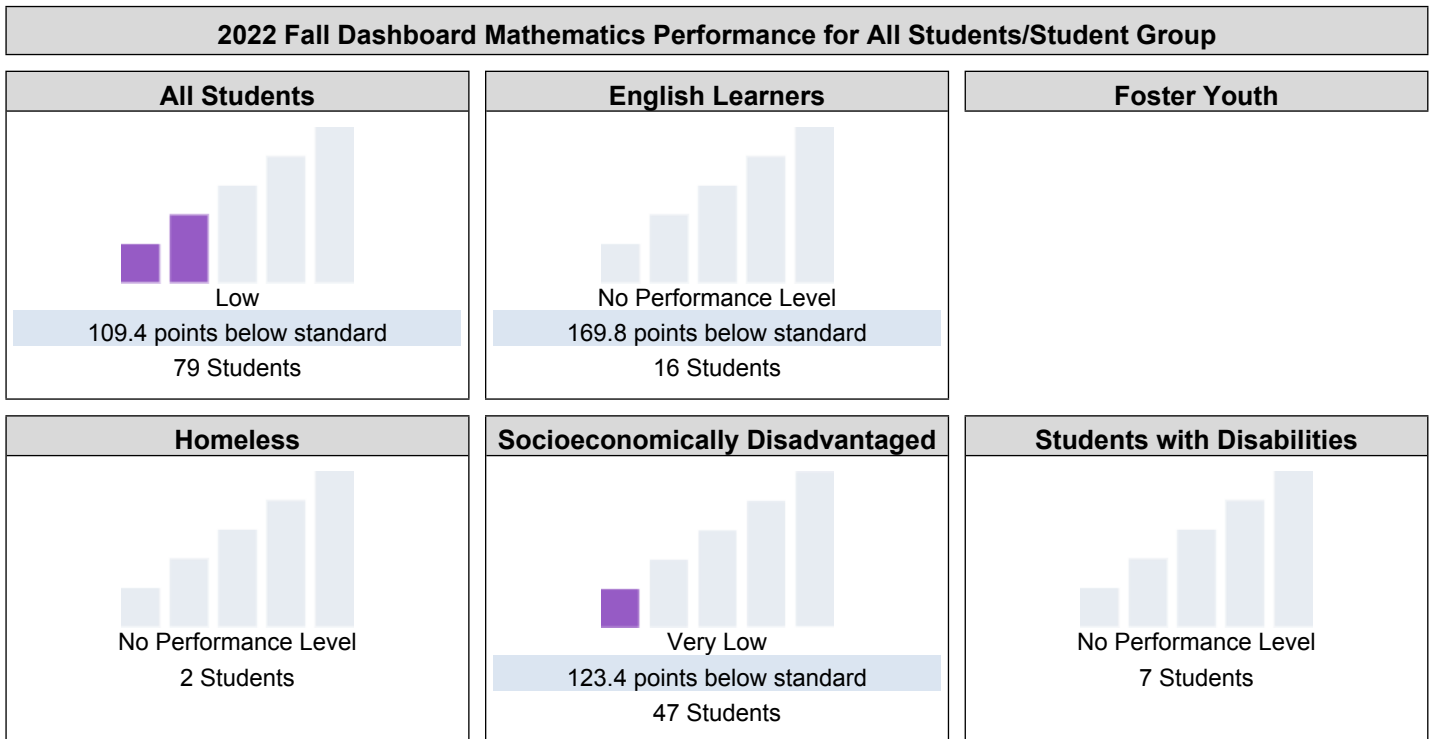 2022 Fall Dashboard Mathematics Performance for All Students/Student Group
All Students
Low
109.4 points below standard
79 Students
English Learners
No Performance Level
169.8 points below standard
16 Students
Foster Youth
Homeless
No Performance Level
2 Students
Socioeconomically Disadvantaged
Very Low
123.4 points below standard
47 Students
Students with Disabilities
No Performance Level
7 Students